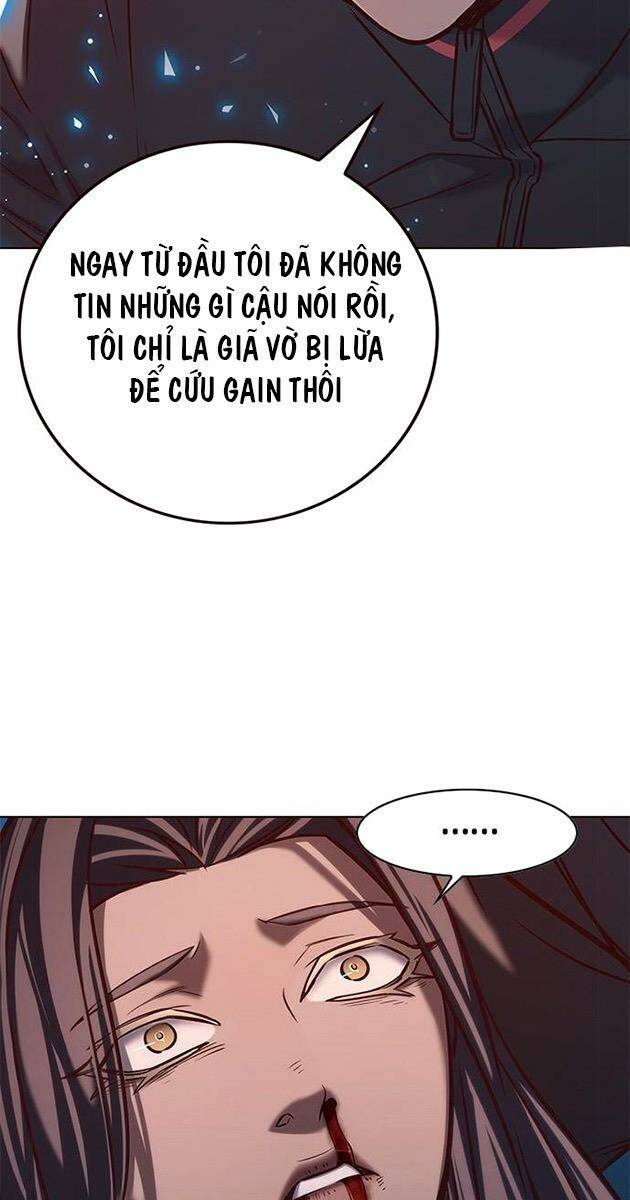 NGAY TỪ ĐẦU TÔI ĐÃ KHÔNG
TIN NHỮNG GÌ CẬU NÓI RỒI,
TÔI CHỈ LÀ GIÃ VỜ BỊ LỪA
ĐỂ CỨU GAIN THÔI
......